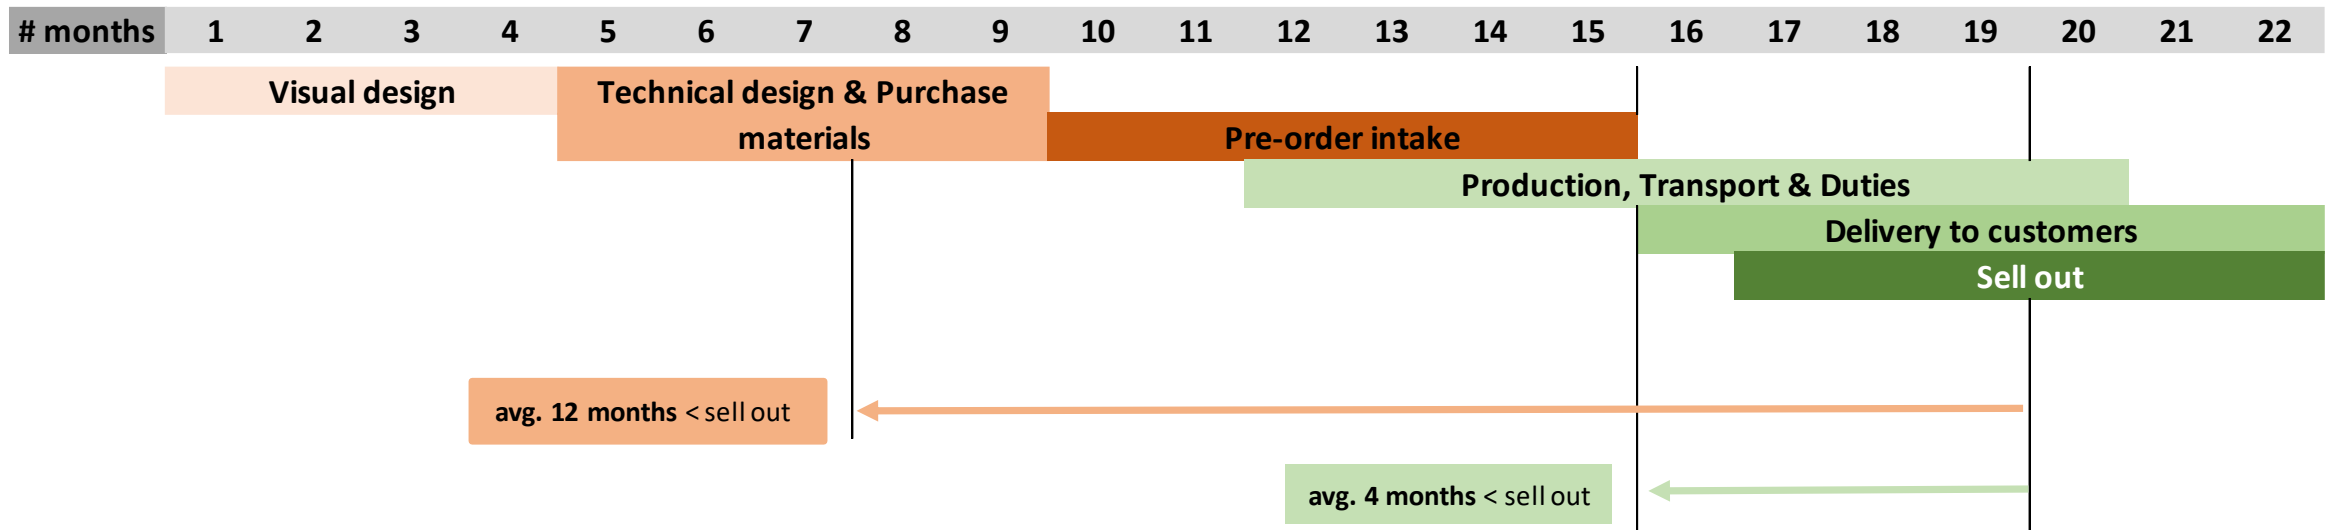 # months 1 2 3 4 5 6 7 8 9 10 11 12 13 14 15 16 17 18 19 20 21 22
Visual design
Technical design & Purchase
materials
Pre-order intake
Production, Transport & Duties
Delivery to customers
Sell out
avg. 12 months < sell out
avg. 4 months < sell out